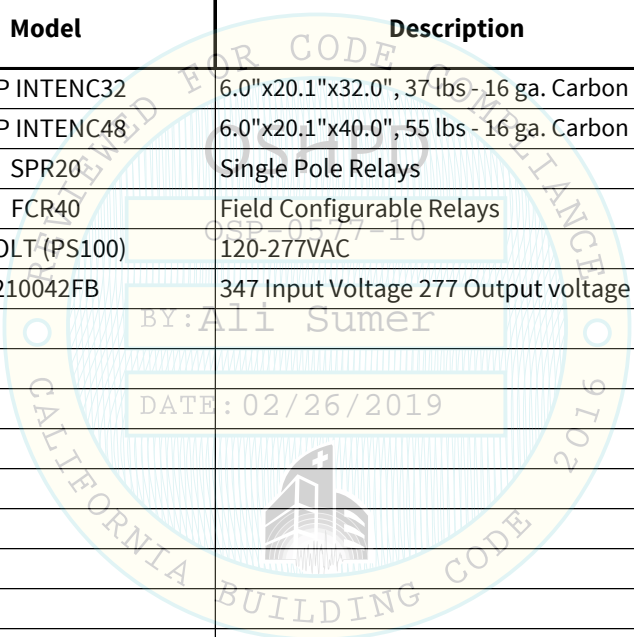 Model Description
P INTENC32 6.0"x20.1"x32.0", 37 lbs - 16 ga. Carbon
P INTENC48 6.0"x20.1"x40.0", 55 lbs - 16 ga. Carbon
SPR20 Single Pole Relays
FCR40 Field Configurable Relays
OLT (PS100) 120-277VAC
210042FB 347 Input Voltage 277 Output voltage
REVIEWED FOR CODE COMPLIANCE
OSHPD
OSP-0577-10
BY:Ali Sumer
DATE:02/26/2019
CALIFORNIA BUILDING CODE 2016